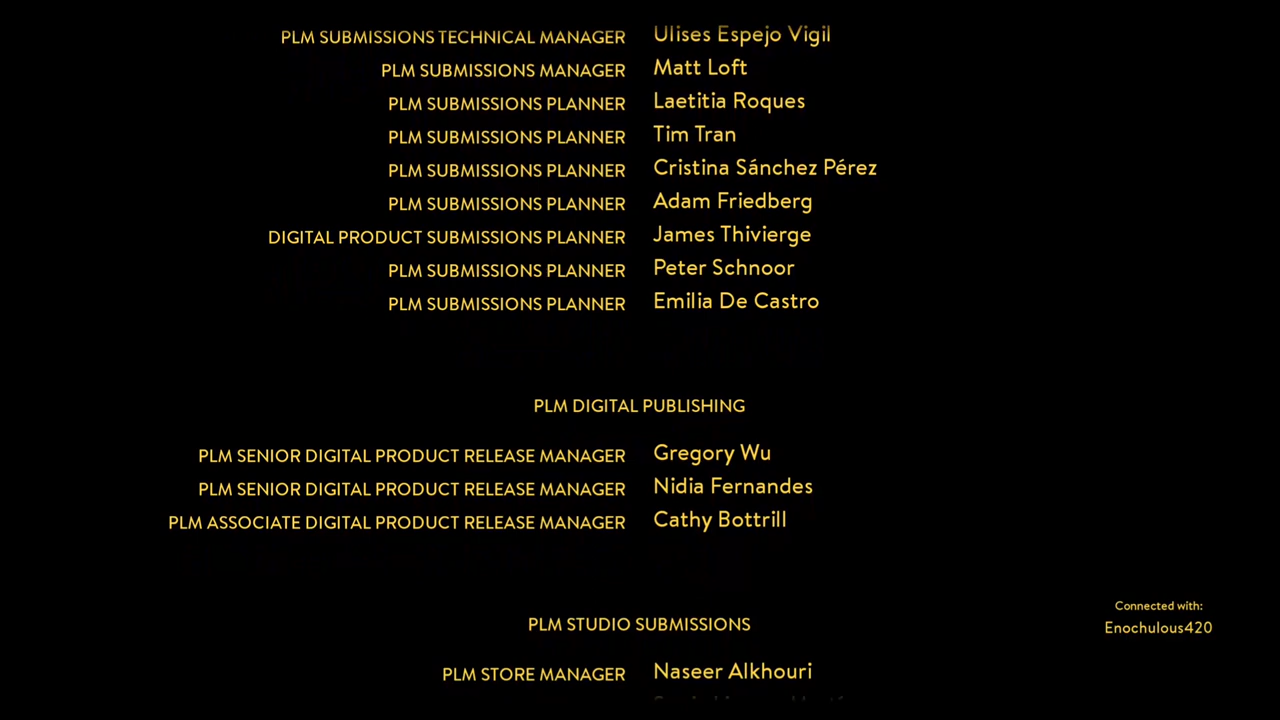 PLM SUBMISSIONS TECHNICAL MANAGER Ulises Espejo Vigil
PLM SUBMISSIONS MANAGER Matt Loft
PLM SUBMISSIONS PLANNER Laetitia Roques
PLM SUBMISSIONS PLANNER Tim Tran
PLM SUBMISSIONS PLANNER Cristina Sánchez Pérez
PLM SUBMISSIONS PLANNER Adam Friedberg
DIGITAL PRODUCT SUBMISSIONS PLANNER James Thivierge
PLM SUBMISSIONS PLANNER Peter Schnoor
PLM SUBMISSIONS PLANNER Emilia De Castro
PLM DIGITAL PUBLISHING
PLM SENIOR DIGITAL PRODUCT RELEASE MANAGER Gregory Wu
PLM SENIOR DIGITAL PRODUCT RELEASE MANAGER Nidia Fernandes
PLM ASSOCIATE DIGITAL PRODUCT RELEASE MANAGER Cathy Bottrill
Connected with:
Enochulous420
PLM STUDIO SUBMISSIONS
PLM STORE MANAGER Naseer Alkhouri